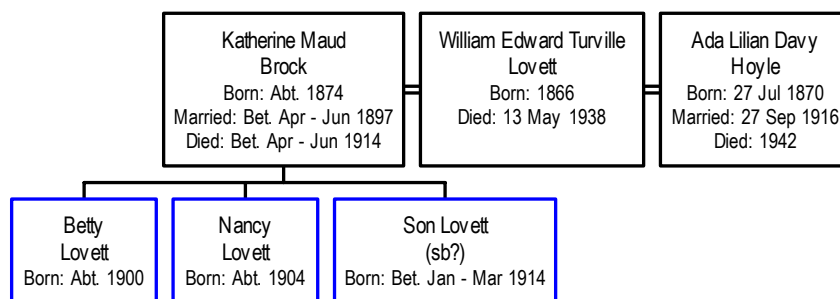 Katherine Maud
Brock
Born: Abt. 1874
Married: Bet. Apr - Jun 1897
Died: Bet. Apr - Jun 1914
William Edward Turville
Lovett
Born: 1866
Died: 13 May 1938
Ada Lilian Davy
Hoyle
Born: 27 Jul 1870
Married: 27 Sep 1916
Died: 1942
Betty
Lovett
Born: Abt. 1900
Nancy
Lovett
Born: Abt. 1904
Son Lovett
(sb?)
Born: Bet. Jan - Mar 1914